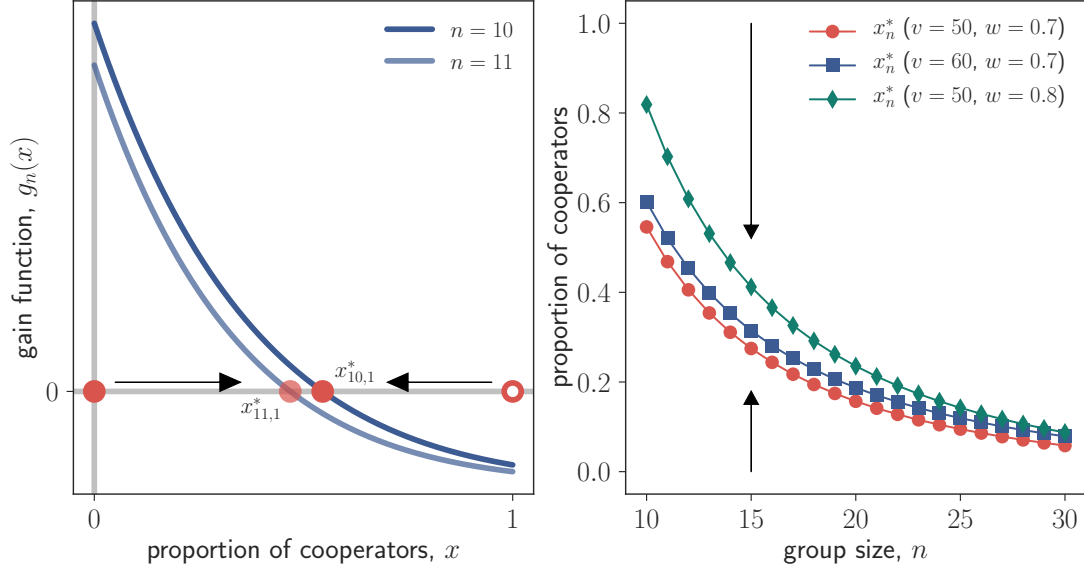 gain function, $g_n(x)$
n = 10
n = 11
0
$x^*_{10,1}$
$x^*_{11,1}$
0
1
proportion of cooperators, $x$
proportion of cooperators
1.0
0.8
0.6
0.4
0.2
0.0
$x^*_n$ (v = 50, w = 0.7)
$x^*_n$ (v = 60, w = 0.7)
$x^*_n$ (v = 50, w = 0.8)
10
15
20
25
30
group size, $n$